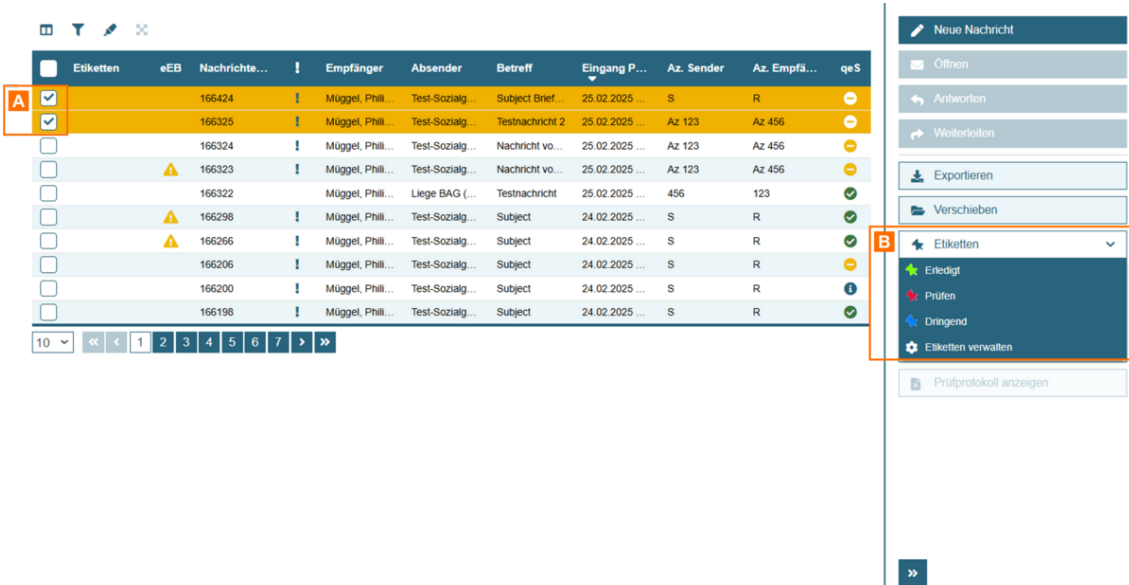 Etiketten eEB Nachrichte... ! Empfänger Absender Betreff Eingang P... Az. Sender Az. Empfä... qeS
A
166424 ! Müggel, Phili... Test-Sozialg... Subject Brief... 25.02.2025 ... S R
166325 ! Müggel, Phili... Test-Sozialg... Testnachricht 2 25.02.2025 ... Az 123 Az 456
166324 ! Müggel, Phili... Test-Sozialg... Nachricht vo... 25.02.2025 ... Az 123 Az 456
166323 ! Müggel, Phili... Test-Sozialg... Nachricht vo... 25.02.2025 ... Az 123 Az 456
166322 Müggel, Phili... Liege BAG (... Testnachricht 25.02.2025 ... 456 123
166298 ! Müggel, Phili... Test-Sozialg... Subject 24.02.2025 ... S R
166266 ! Müggel, Phili... Test-Sozialg... Subject 24.02.2025 ... S R
166206 ! Müggel, Phili... Test-Sozialg... Subject 24.02.2025 ... S R
166200 ! Müggel, Phili... Test-Sozialg... Subject 24.02.2025 ... S R
166198 ! Müggel, Phili... Test-Sozialg... Subject 24.02.2025 ... S R
10 « ‹ 1 2 3 4 5 6 7 › »
Neue Nachricht
Öffnen
Antworten
Weiterleiten
Exportieren
Verschieben
B
Etiketten
Erledigt
Prüfen
Dringend
Etiketten verwalten
Prüfprotokoll anzeigen
»